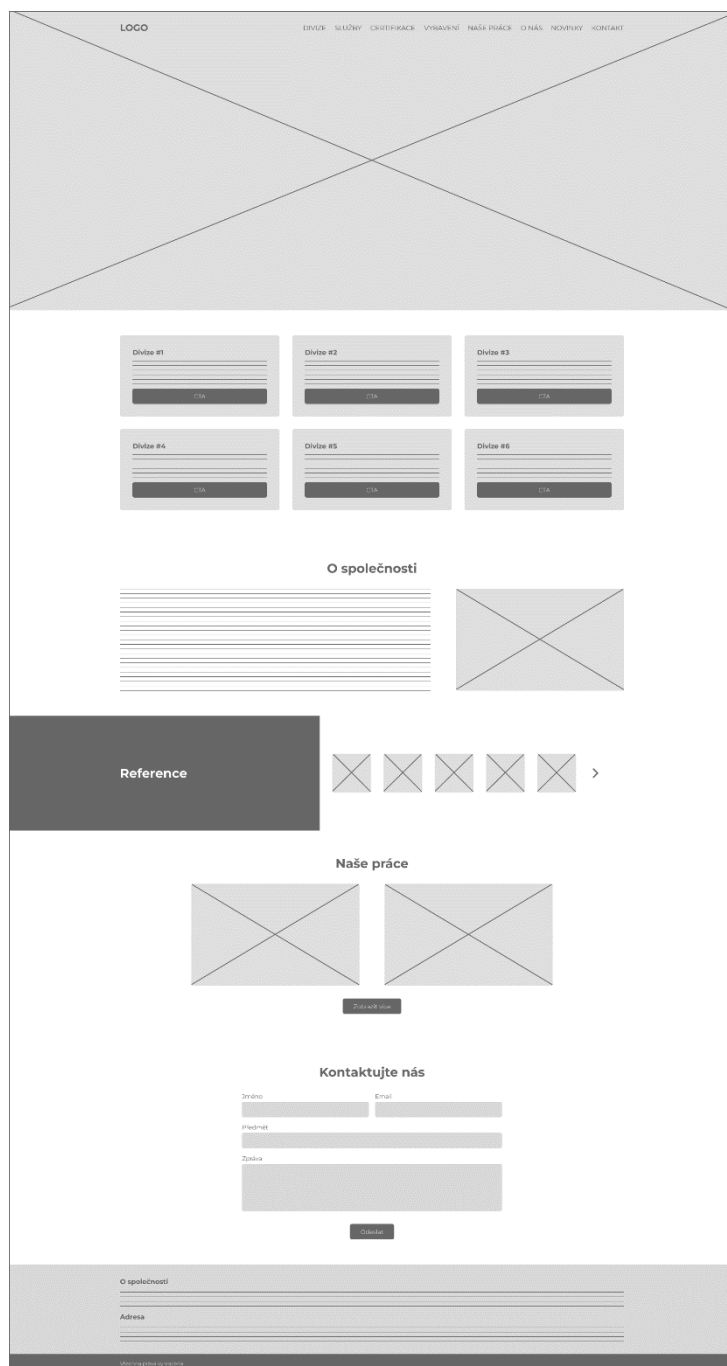 LOGO DIVIZE SLUŽBY CERTIFIKACE VYBAVENÍ NAŠE PRÁCE O NÁS NOVINKY KONTAKT
Divize #1 Divize #2 Divize #3
CTA CTA CTA
Divize #4 Divize #5 Divize #6
CTA CTA CTA
O společnosti
Reference
Naše práce
Zobrazit více
Kontaktujte nás
Jméno Email
Předmět
Zpráva
Odeslat
O společnosti
Adresa